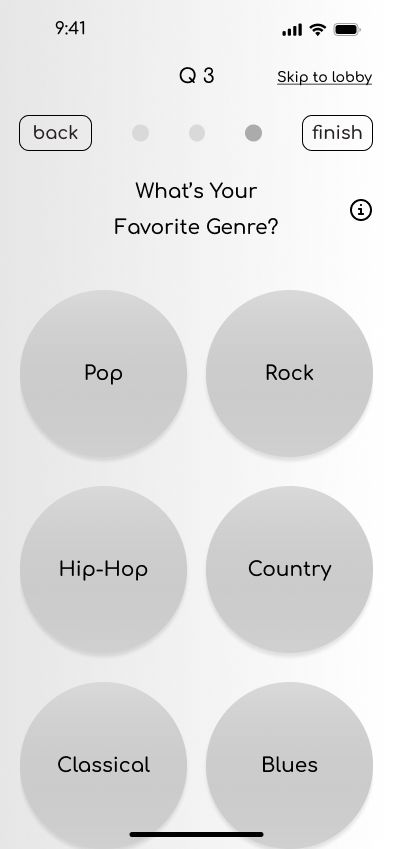 9:41
Q 3
Skip to lobby
back
finish
What's Your
Favorite Genre?
Pop
Rock
Hip-Hop
Country
Classical
Blues